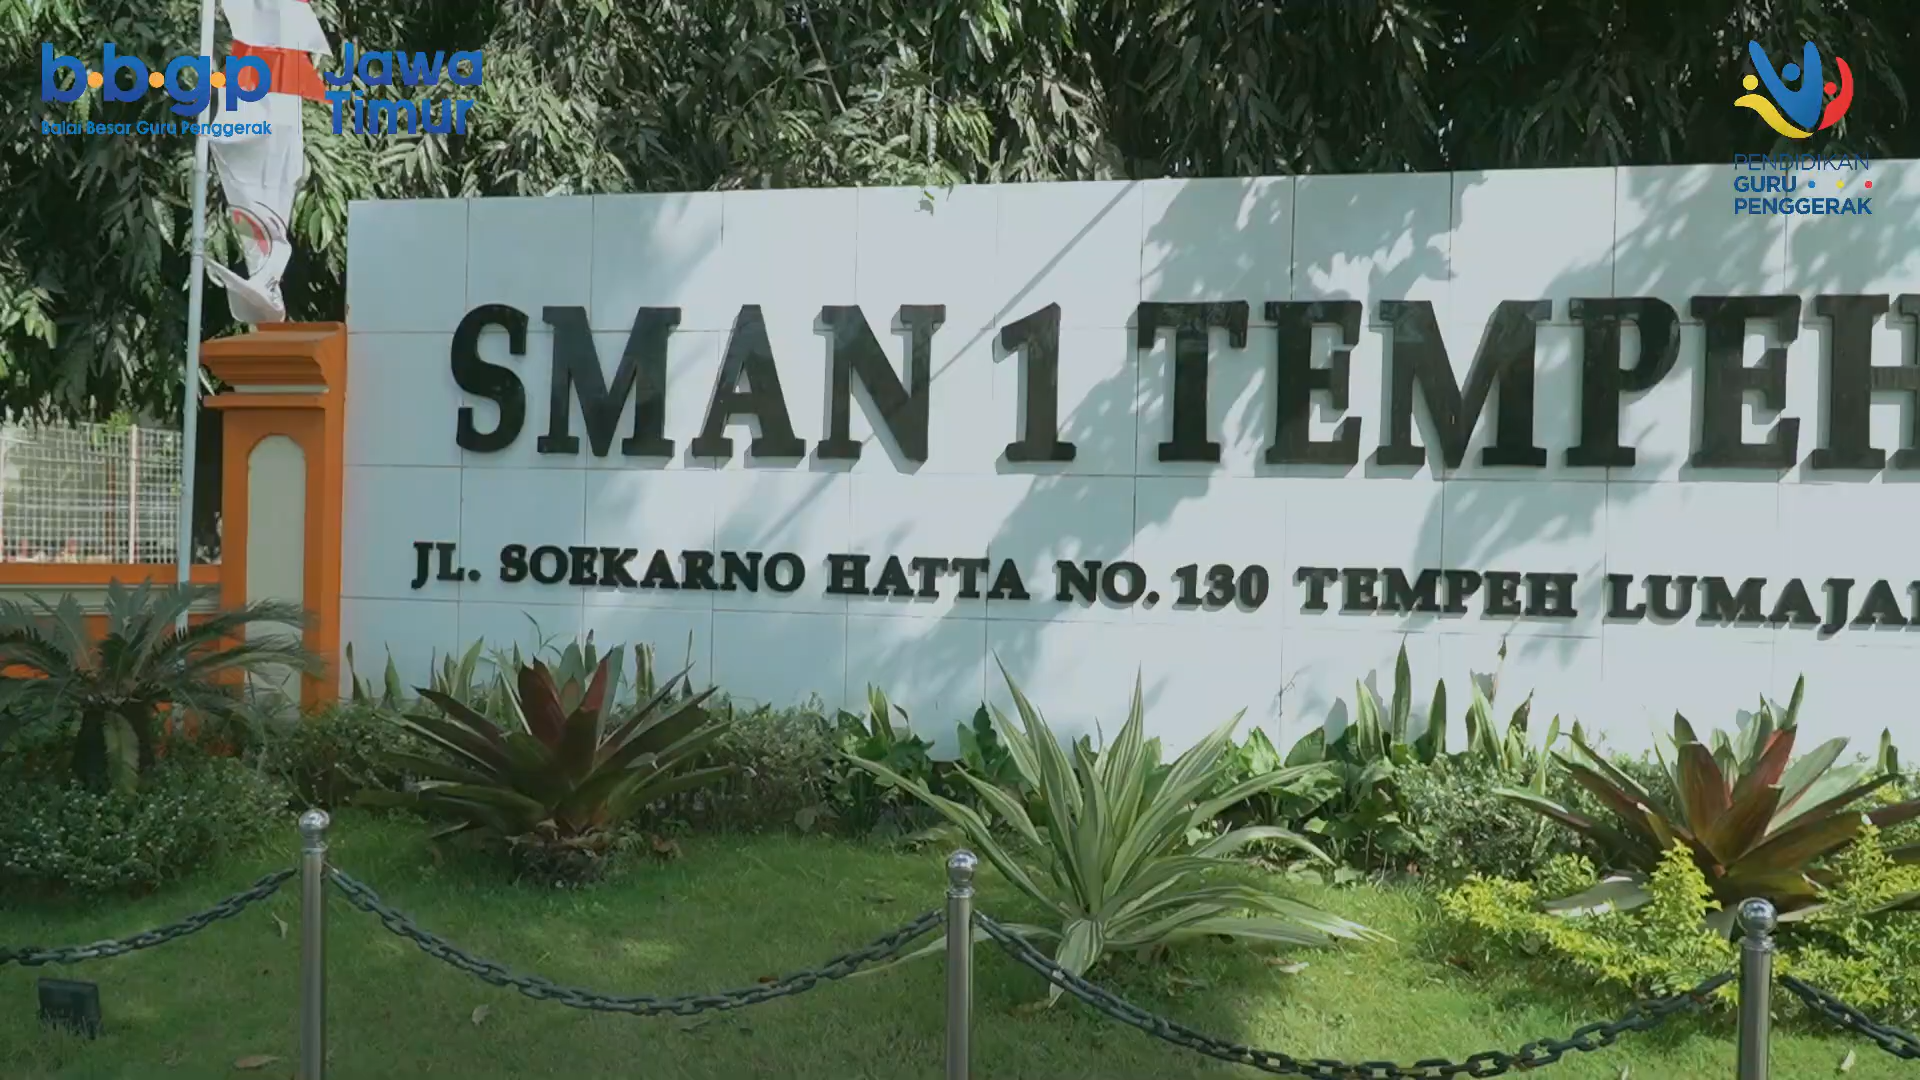 b·b·g·p
Balai Besar Guru Penggerak
Jawa
Timur
PENDIDIKAN
GURU
PENGGERAK
SMAN 1 TEMPEH
JL. SOEKARNO HATTA NO. 130 TEMPEH LUMAJA